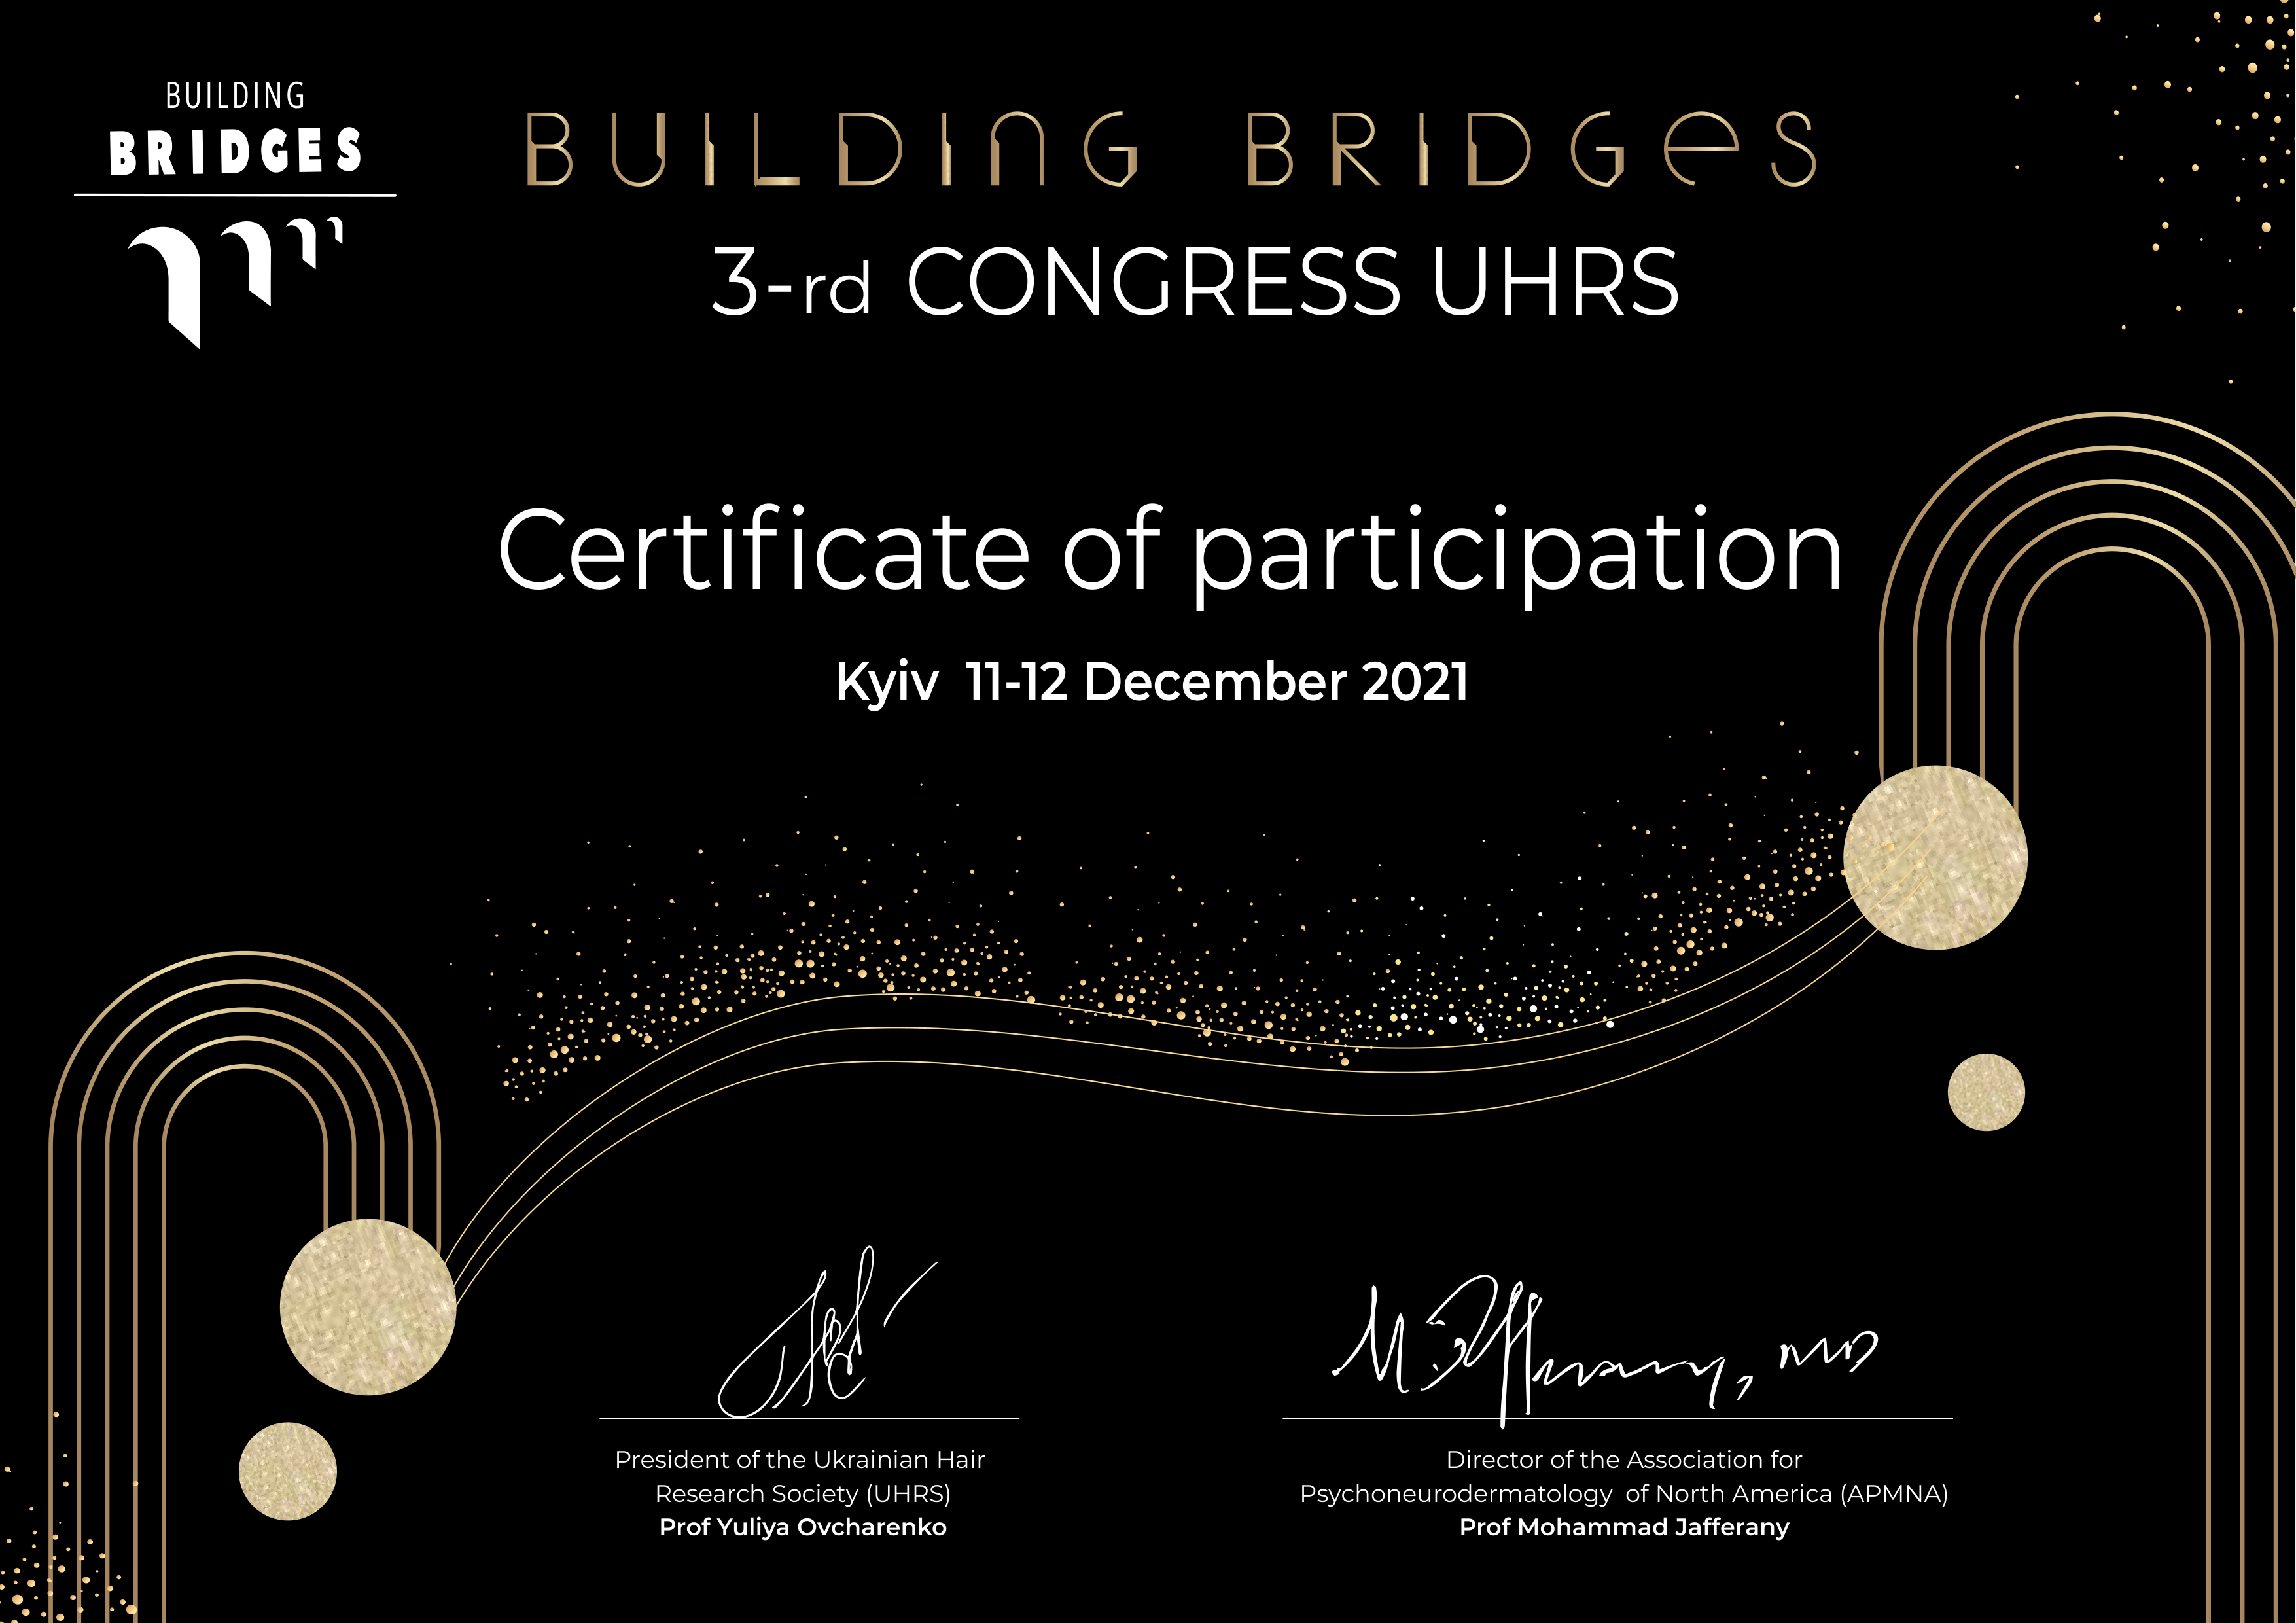 BUILDING
BRIDGES
BUILDING BRIDGES
3-rd CONGRESS UHRS
Certificate of participation
Kyiv 11-12 December 2021
M. Jafferany, MD
President of the Ukrainian Hair
Research Society (UHRS)
Prof Yuliya Ovcharenko
Director of the Association for
Psychoneurodermatology of North America (APMNA)
Prof Mohammad Jafferany